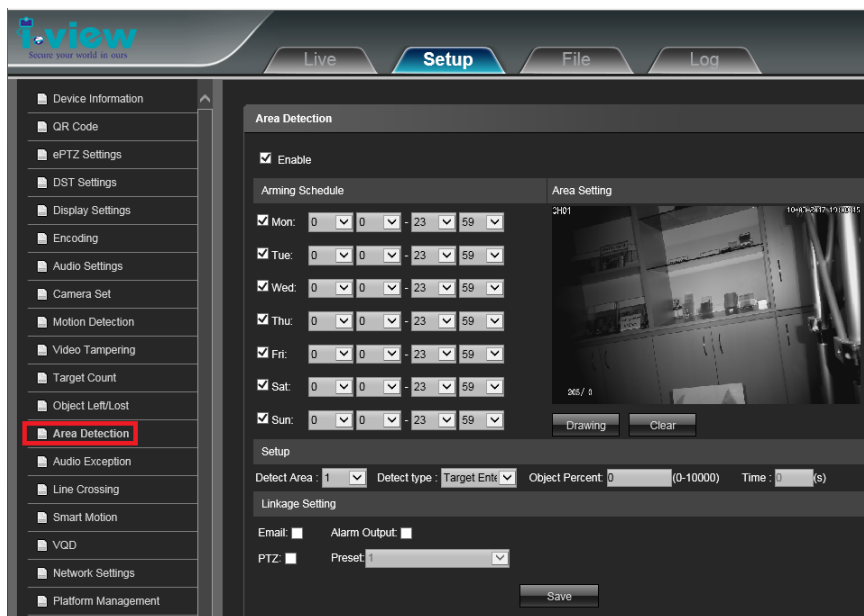 i-view
Secure your world in ours
Live
Setup
File
Log
Device Information
QR Code
ePTZ Settings
DST Settings
Display Settings
Encoding
Audio Settings
Camera Set
Motion Detection
Video Tampering
Target Count
Object Left/Lost
Area Detection
Audio Exception
Line Crossing
Smart Motion
VQD
Network Settings
Platform Management
Area Detection
Enable
Arming Schedule
Area Setting
Mon: 0 0 - 23 59
Tue: 0 0 - 23 59
Wed: 0 0 - 23 59
Thu: 0 0 - 23 59
Fri: 0 0 - 23 59
Sat: 0 0 - 23 59
Sun: 0 0 - 23 59
CH01
265/ 0
Drawing Clear
Setup
Detect Area : 1 Detect type : Target Ente Object Percent: 0 (0-10000) Time : 0 (s)
Linkage Setting
Email: Alarm Output:
PTZ: Preset: 1
Save